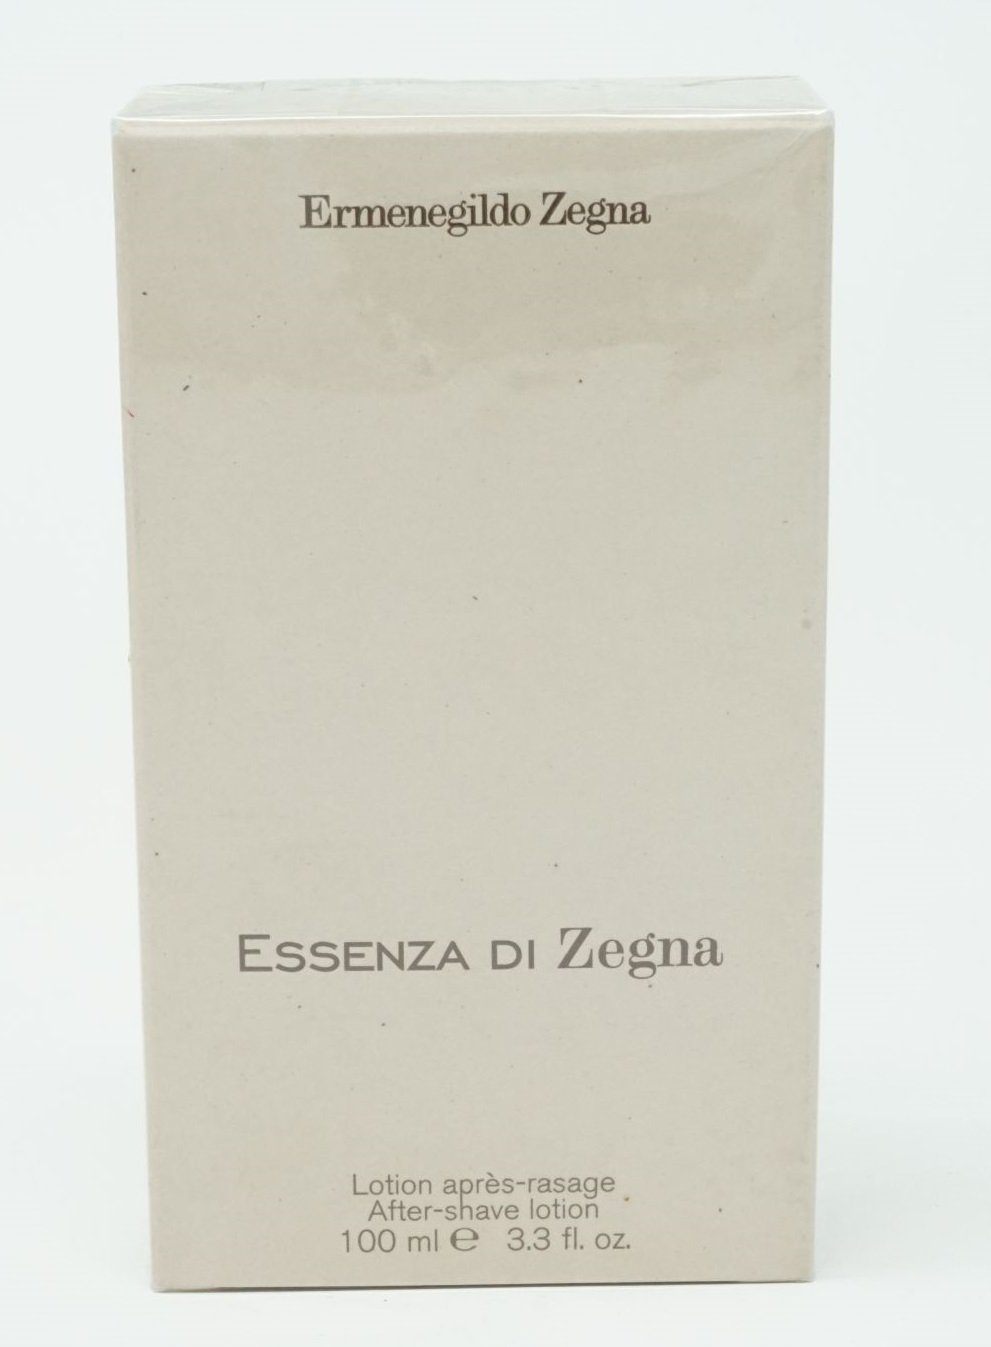 Ermenegildo Zegna
ESSENZA DI Zegna
Lotion après-rasage
After-shave lotion
100 ml ℮ 3.3 fl. oz.